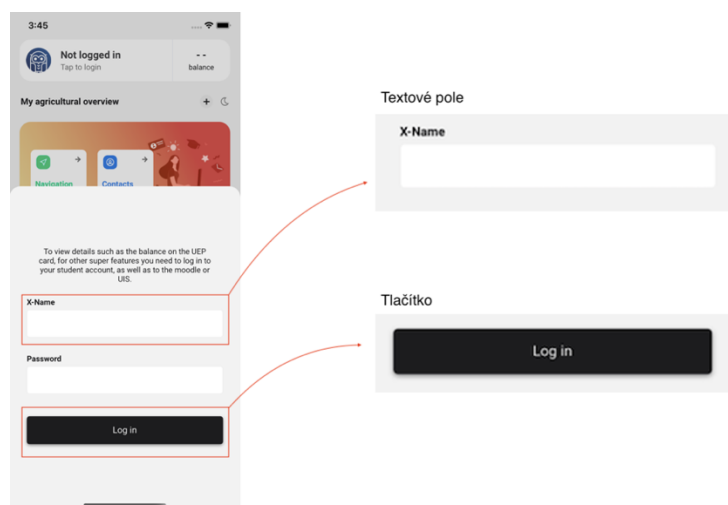 3:45
Not logged in
Tap to login
- -
balance
My agricultural overview
+
Navigation
Contacts
To view details such as the balance on the UEP
card, for other super features you need to log in to
your student account, as well as to the moodle or
UIS.
X-Name
Password
Log in
Textové pole
X-Name
Tlačítko
Log in